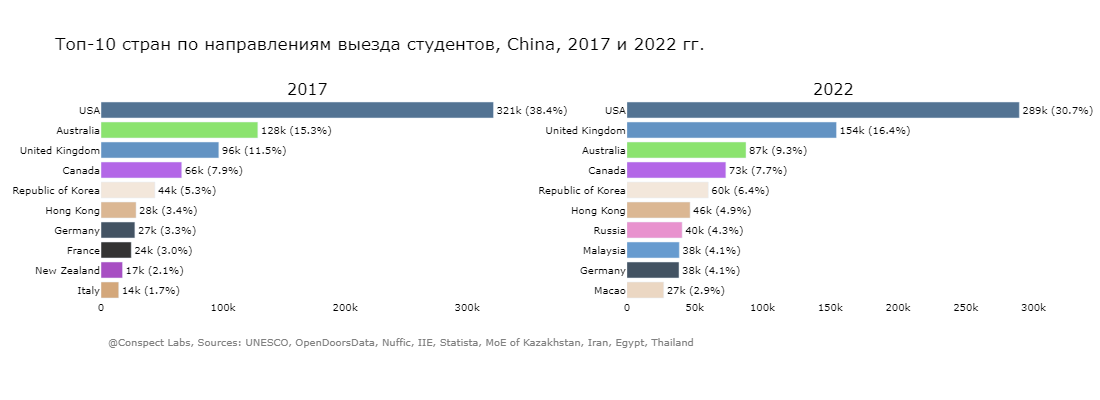 Топ-10 стран по направлениям выезда студентов, China, 2017 и 2022 гг.
2017
USA 321k (38.4%)
Australia 128k (15.3%)
United Kingdom 96k (11.5%)
Canada 66k (7.9%)
Republic of Korea 44k (5.3%)
Hong Kong 28k (3.4%)
Germany 27k (3.3%)
France 24k (3.0%)
New Zealand 17k (2.1%)
Italy 14k (1.7%)
0 100k 200k 300k
2022
USA 289k (30.7%)
United Kingdom 154k (16.4%)
Australia 87k (9.3%)
Canada 73k (7.7%)
Republic of Korea 60k (6.4%)
Hong Kong 46k (4.9%)
Russia 40k (4.3%)
Malaysia 38k (4.1%)
Germany 38k (4.1%)
Macao 27k (2.9%)
0 50k 100k 150k 200k 250k 300k
@Conspect Labs, Sources: UNESCO, OpenDoorsData, Nuffic, IIE, Statista, MoE of Kazakhstan, Iran, Egypt, Thailand